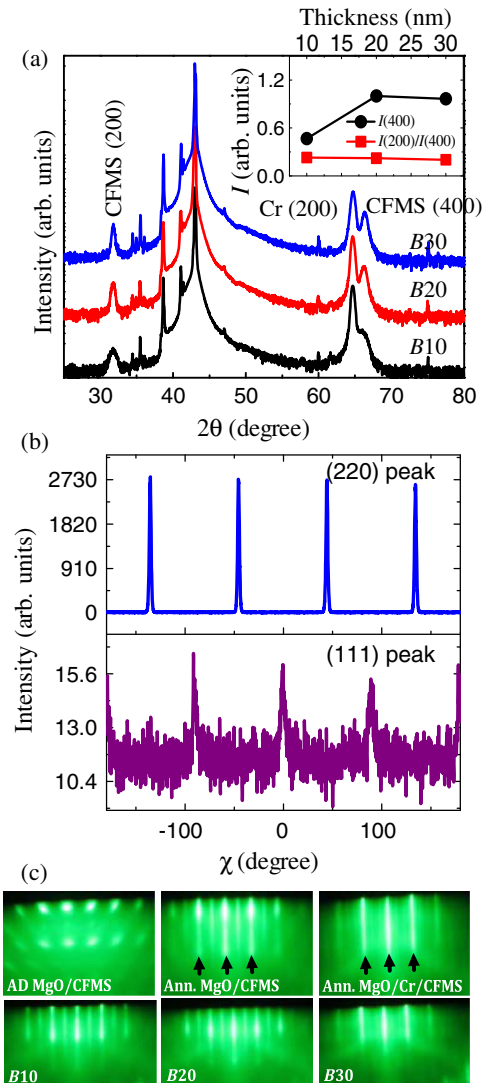 Thickness (nm)
10 15 20 25 30
(a)
1.2
0.6
0.0
I (arb. units)
I(400)
I(200)/I(400)
CFMS (200)
Cr (200)
CFMS (400)
B30
B20
B10
Intensity (arb. units)
30 40 50 60 70 80
2θ (degree)
(b)
(220) peak
2730
1820
910
0
(111) peak
15.6
13.0
10.4
Intensity (arb. units)
-100 0 100
χ (degree)
(c)
AD MgO/CFMS
Ann. MgO/CFMS
Ann. MgO/Cr/CFMS
B10
B20
B30